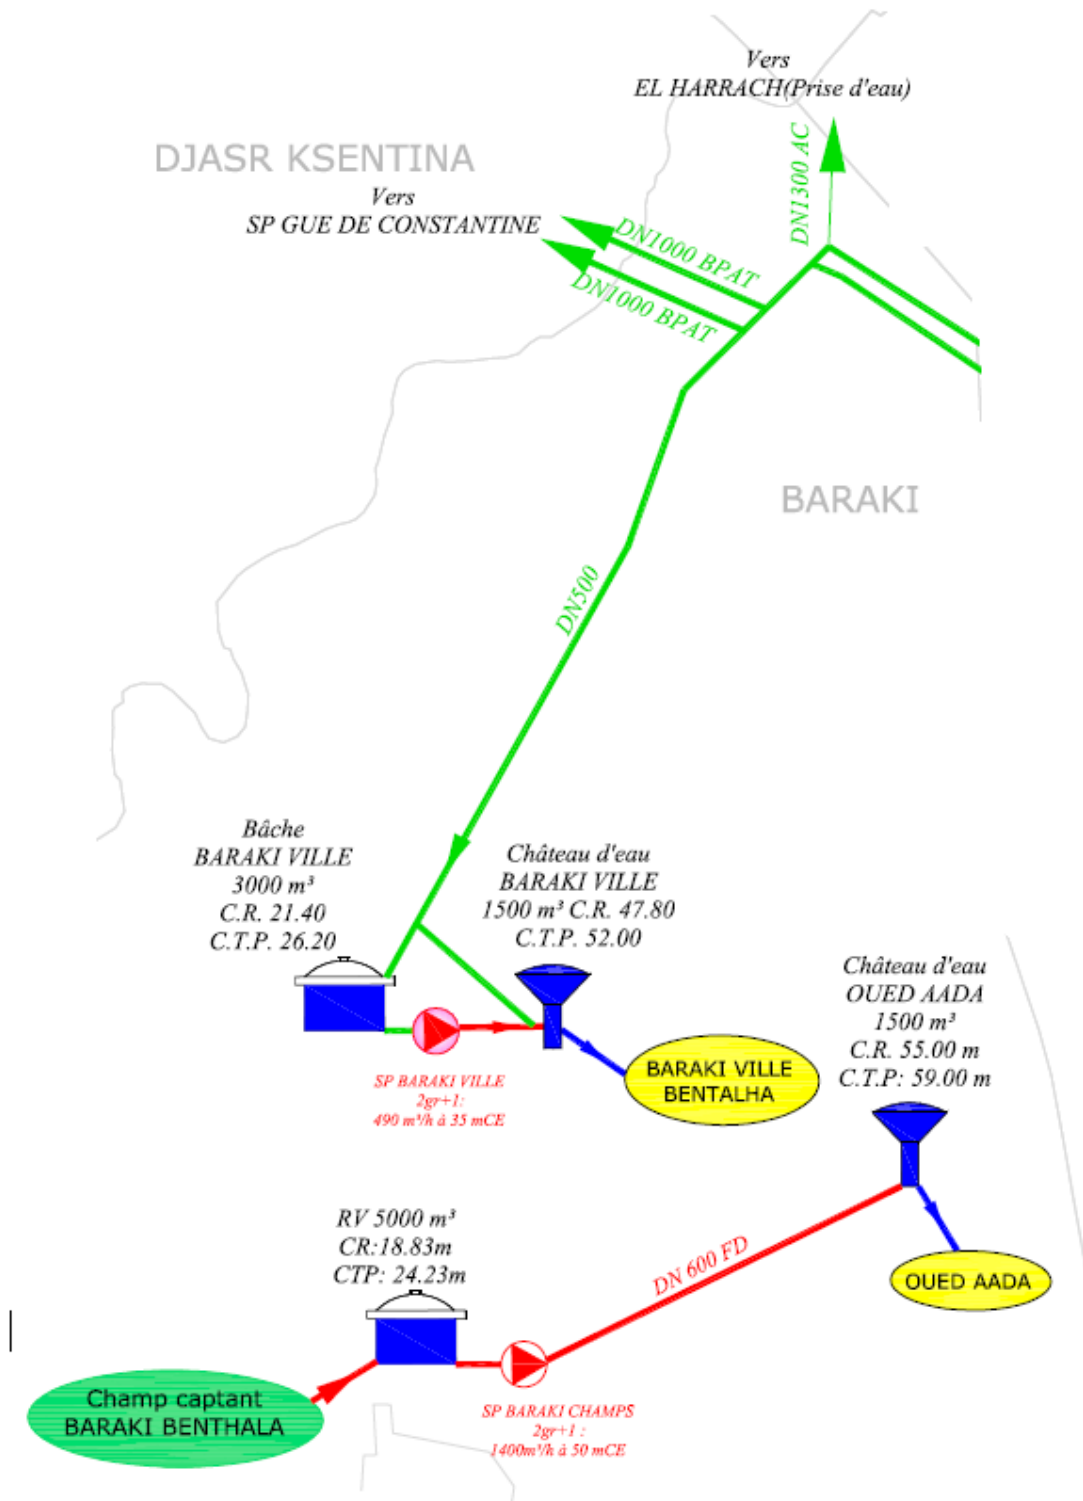 Vers
EL HARRACH(Prise d'eau)
DN1300 AC
DJASR KSENTINA
Vers
SP GUE DE CONSTANTINE
DN1000 BPAT
DN1000 BPAT
BARAKI
DN500
Bâche
BARAKI VILLE
3000 m³
C.R. 21.40
C.T.P. 26.20
Château d'eau
BARAKI VILLE
1500 m³ C.R. 47.80
C.T.P. 52.00
Château d'eau
OUED AADA
1500 m³
C.R. 55.00 m
C.T.P: 59.00 m
SP BARAKI VILLE
2gr+1:
490 m³/h à 35 mCE
BARAKI VILLE
BENTALHA
RV 5000 m³
CR:18.83m
CTP: 24.23m
DN 600 FD
OUED AADA
Champ captant
BARAKI BENTHALA
SP BARAKI CHAMPS
2gr+1 :
1400m³/h à 50 mCE